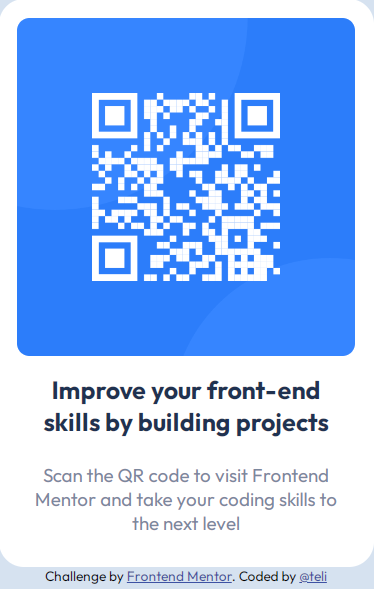 Improve your front-end
skills by building projects
Scan the QR code to visit Frontend
Mentor and take your coding skills to
the next level
Challenge by Frontend Mentor. Coded by @teli